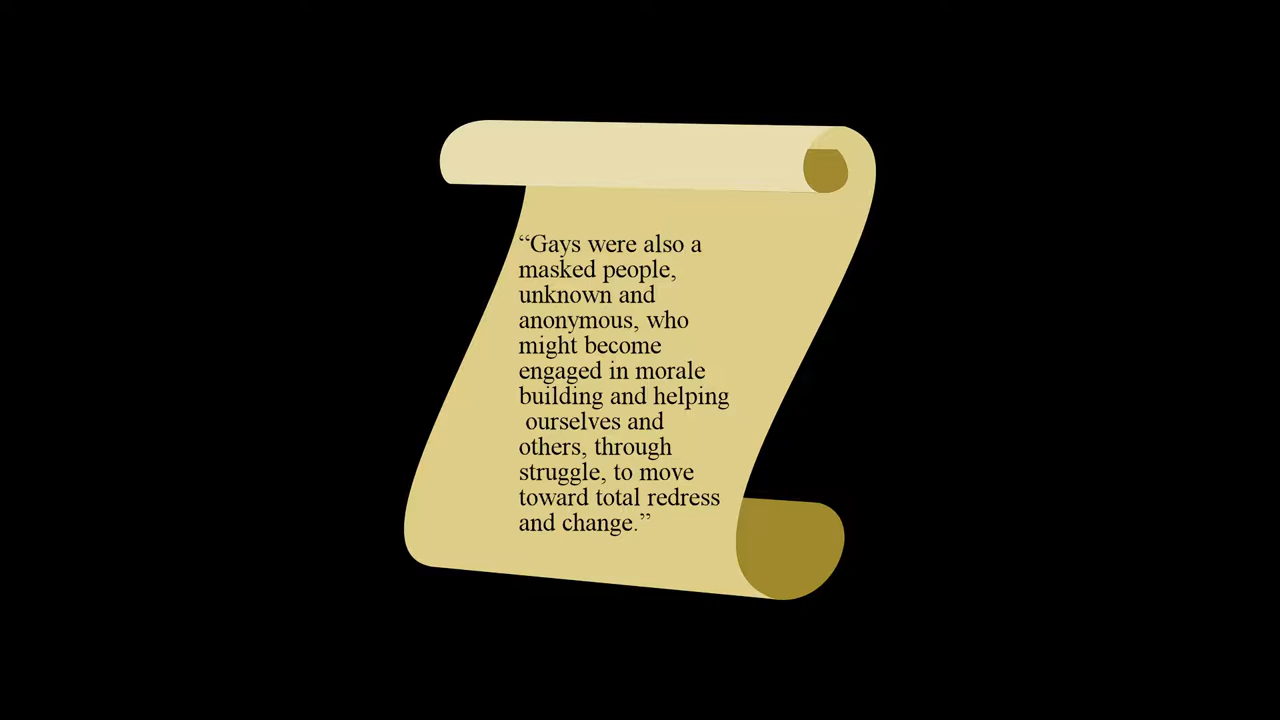 “Gays were also a
masked people,
unknown and
anonymous, who
might become
engaged in morale
building and helping
ourselves and
others, through
struggle, to move
toward total redress
and change.”